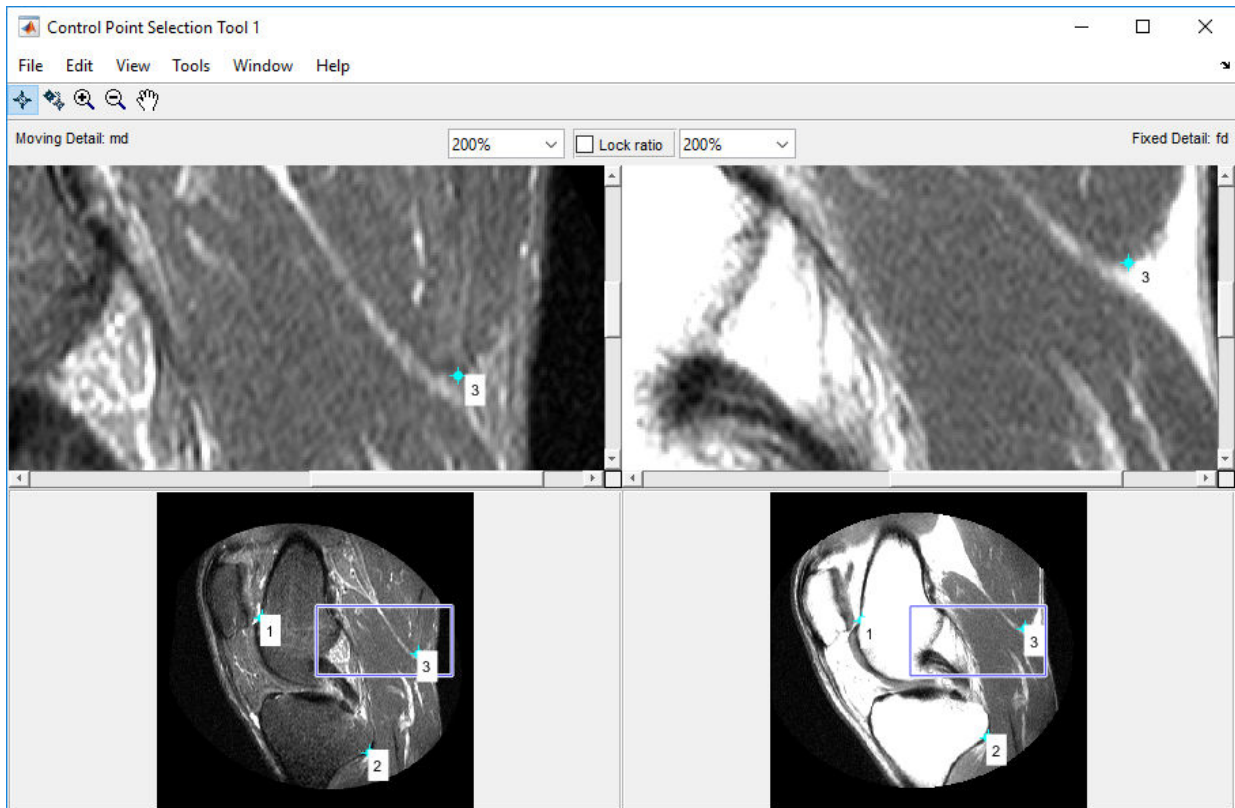 Control Point Selection Tool 1
File Edit View Tools Window Help
Moving Detail: md 200% Lock ratio 200% Fixed Detail: fd
3
3
1
3
2
1
3
2